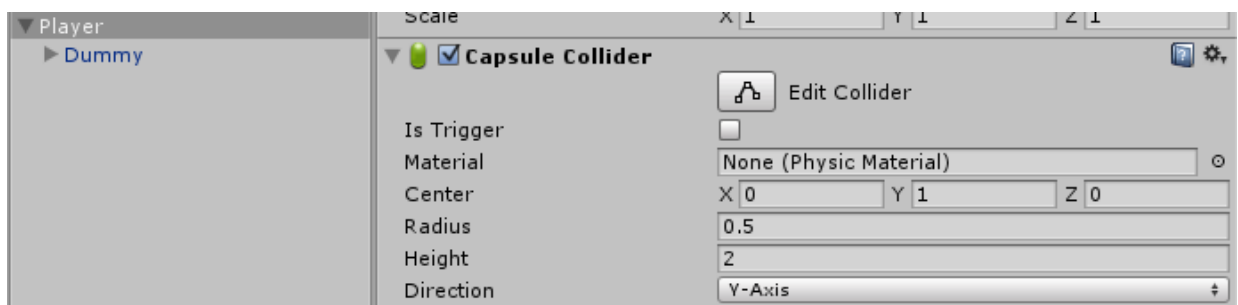 Player
Dummy
Scale X 1 Y 1 Z 1
Capsule Collider
Edit Collider
Is Trigger
Material None (Physic Material)
Center X 0 Y 1 Z 0
Radius 0.5
Height 2
Direction Y-Axis